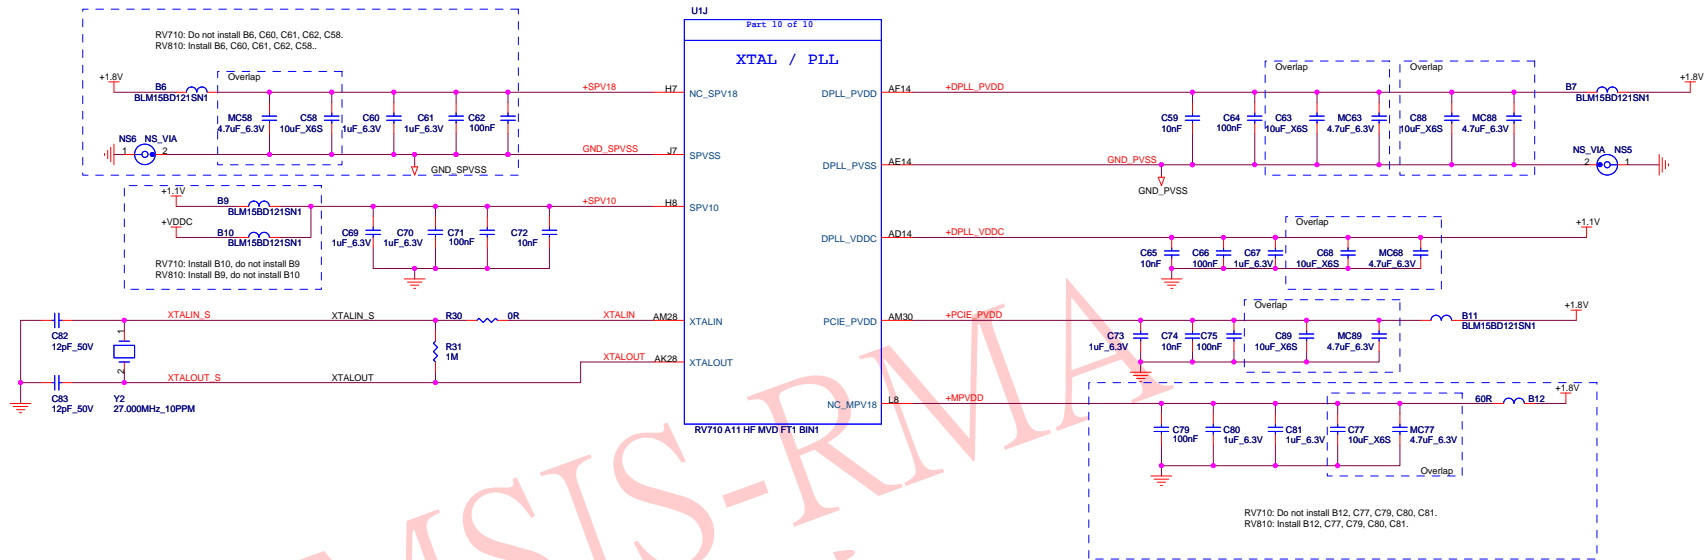 U1J
Part 10 of 10
XTAL / PLL
RV710: Do not install B6, C60, C61, C62, C58.
RV810: Install B6, C60, C61, C62, C58..
+1.8V
B6
BLM15BD121SN1
Overlap
MC58
4.7uF_6.3V
C58
10uF_X6S
C60
1uF_6.3V
C61
1uF_6.3V
C62
100nF
+SPV18
H7
NC_SPV18
NS6 NS_VIA
1
2
GND_SPVSS
GND_SPVSS
J7
SPVSS
+1.1V
B9
BLM15BD121SN1
+VDDC
B10
BLM15BD121SN1
RV710: Install B10, do not install B9
RV810: Install B9, do not install B10
C69
1uF_6.3V
C70
1uF_6.3V
C71
100nF
C72
10nF
+SPV10
H8
SPV10
C82
12pF_50V
XTALIN_S
XTALIN_S
R30
0R
XTALIN
AM28
XTALIN
1
2
R31
1M
XTALOUT
AK28
XTALOUT
C83
12pF_50V
XTALOUT_S
XTALOUT
Y2
27.000MHz_10PPM
RV710 A11 HF MVD FT1 BIN1
DPLL_PVDD
AF14
+DPLL_PVDD
C59
10nF
C64
100nF
Overlap
C63
10uF_X6S
MC63
4.7uF_6.3V
Overlap
C88
10uF_X6S
MC88
4.7uF_6.3V
B7
BLM15BD121SN1
+1.8V
DPLL_PVSS
AE14
GND_PVSS
GND_PVSS
NS_VIA NS5
2
1
DPLL_VDDC
AD14
+DPLL_VDDC
C65
10nF
C66
100nF
C67
1uF_6.3V
Overlap
C68
10uF_X6S
MC68
4.7uF_6.3V
+1.1V
PCIE_PVDD
AM30
+PCIE_PVDD
C73
1uF_6.3V
C74
10nF
C75
100nF
Overlap
C89
10uF_X6S
MC89
4.7uF_6.3V
B11
BLM15BD121SN1
+1.8V
NC_MPV18
L8
+MPVDD
C79
100nF
C80
1uF_6.3V
C81
1uF_6.3V
C77
10uF_X6S
MC77
4.7uF_6.3V
Overlap
60R
B12
+1.8V
RV710: Do not install B12, C77, C79, C80, C81.
RV810: Install B12, C77, C79, C80, C81.
MSIS-RMA